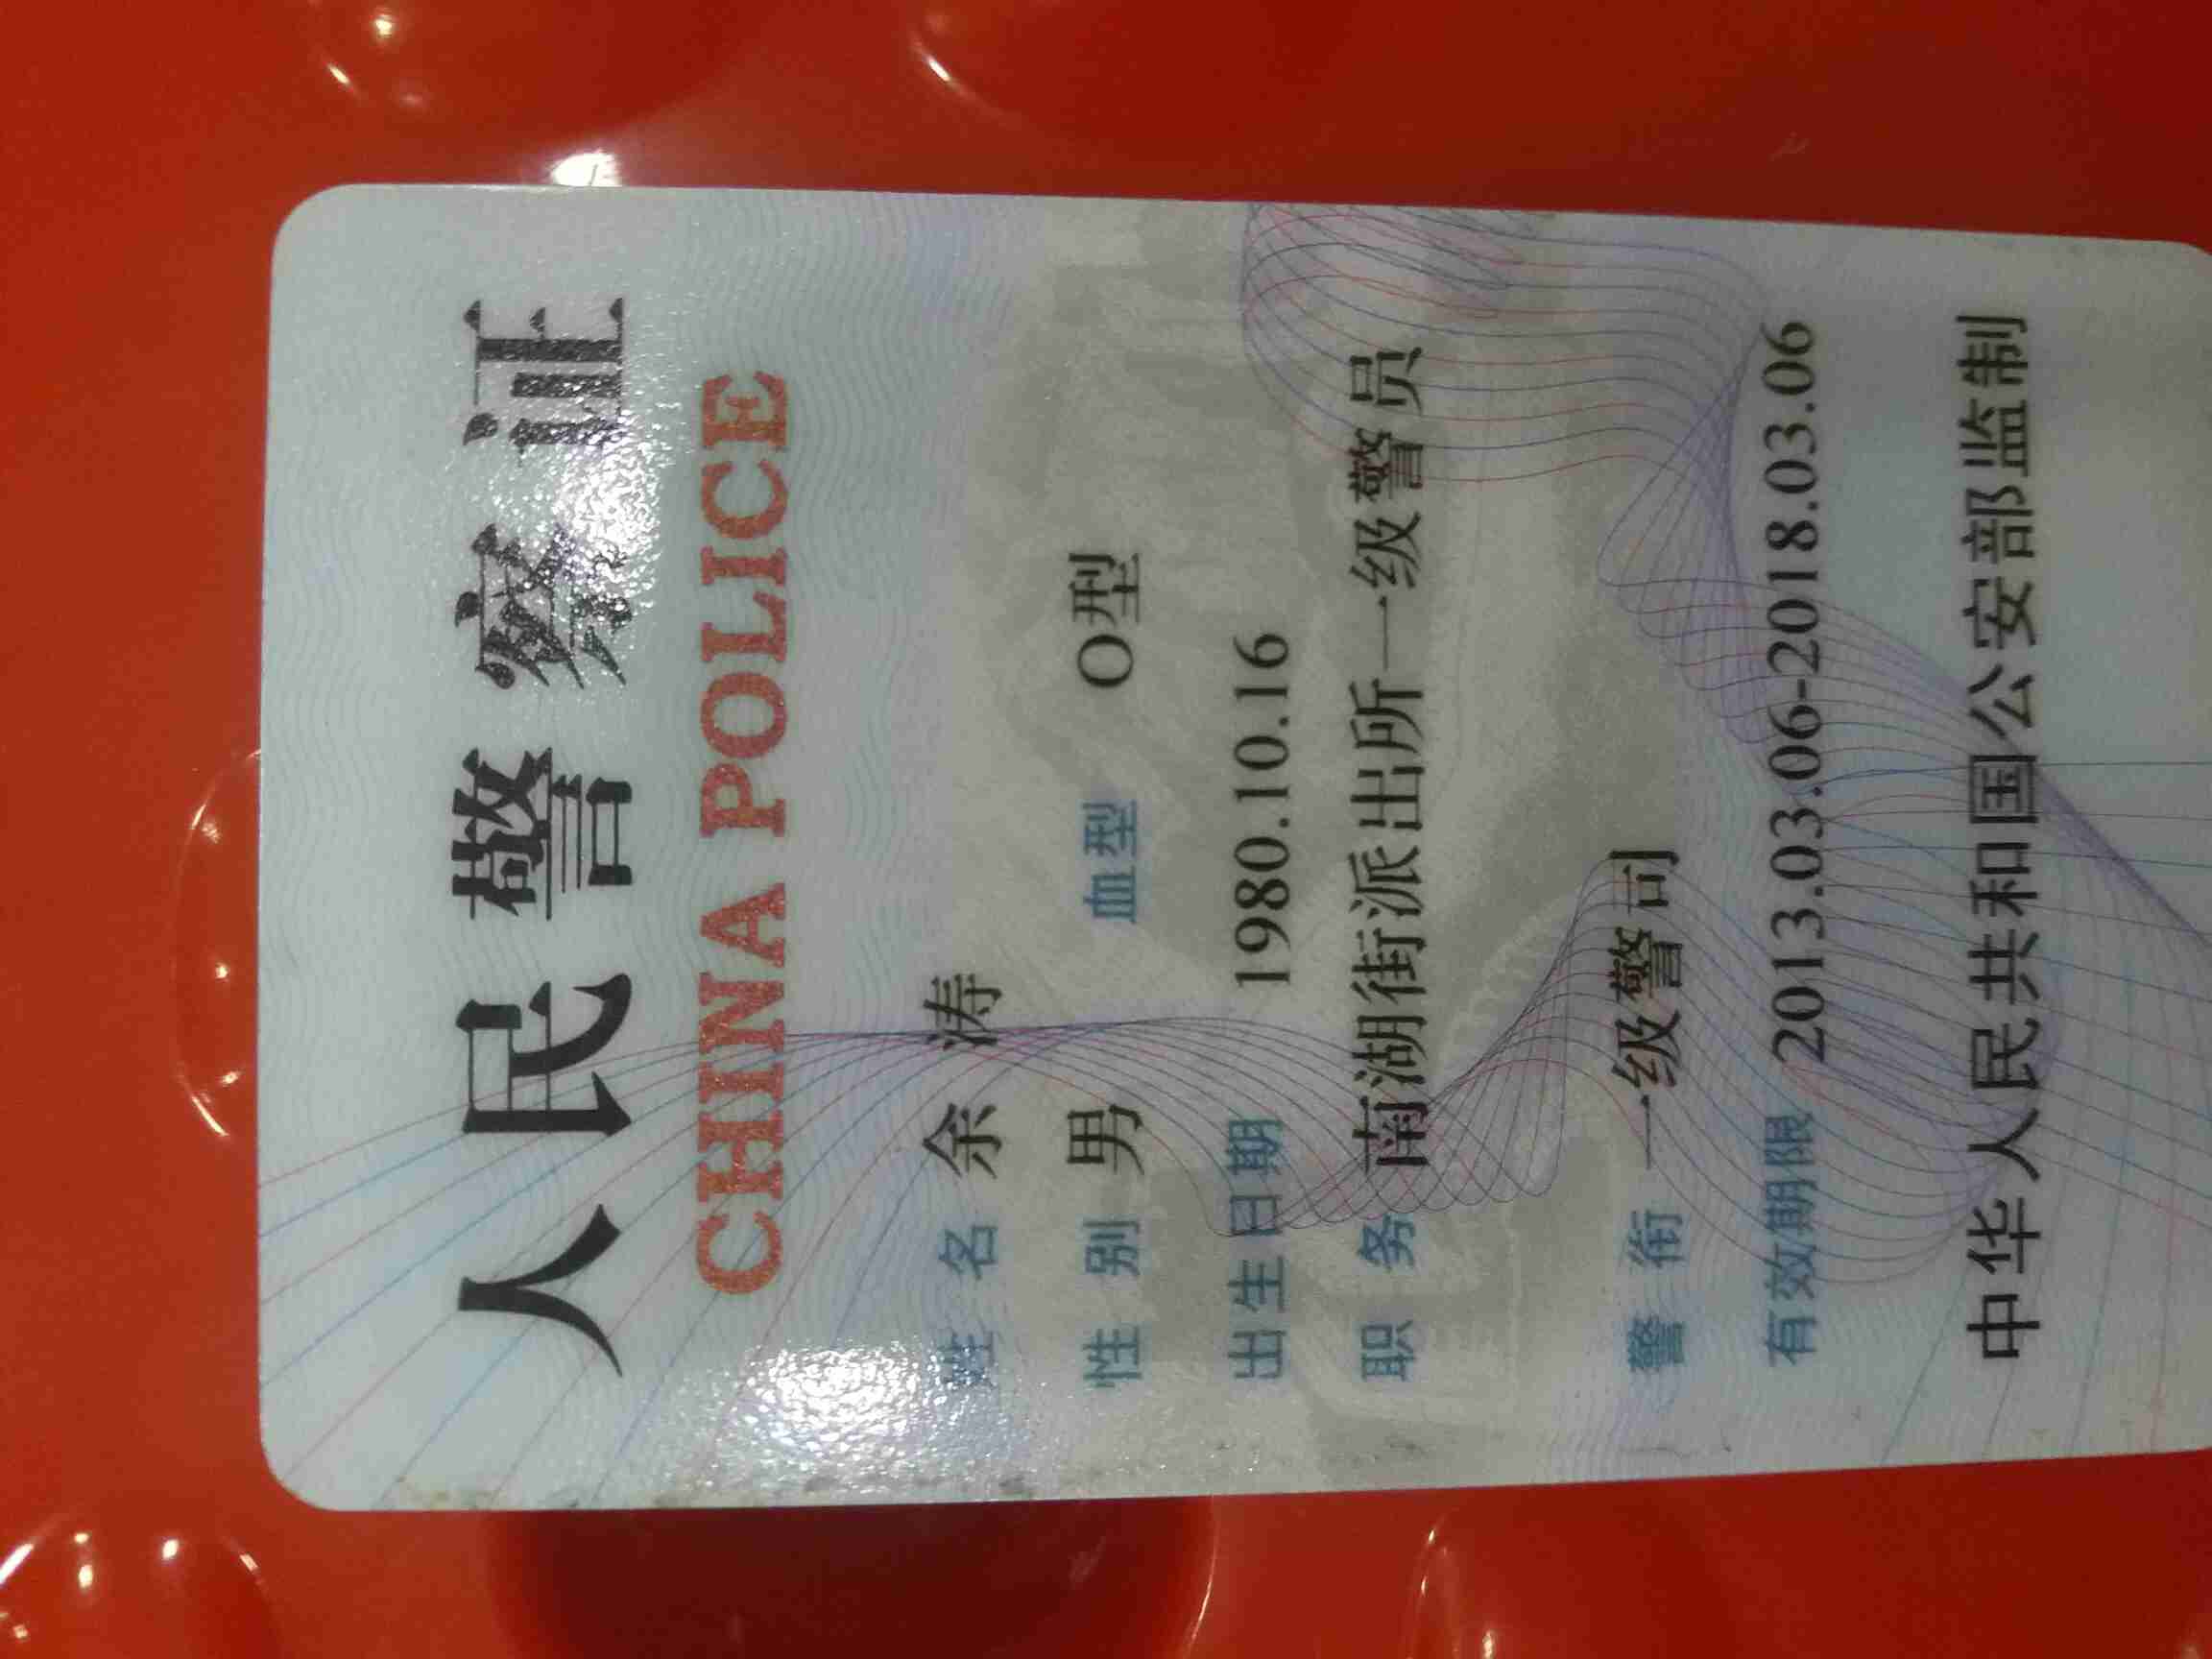 人民警察证
CHINA POLICE
姓 名 余 涛
性 别 男 血型 O型
出生日期 1980.10.16
职 务 南湖街派出所一级警员
警 衔 一级警司
有效期限 2013.03.06-2018.03.06
中华人民共和国公安部监制